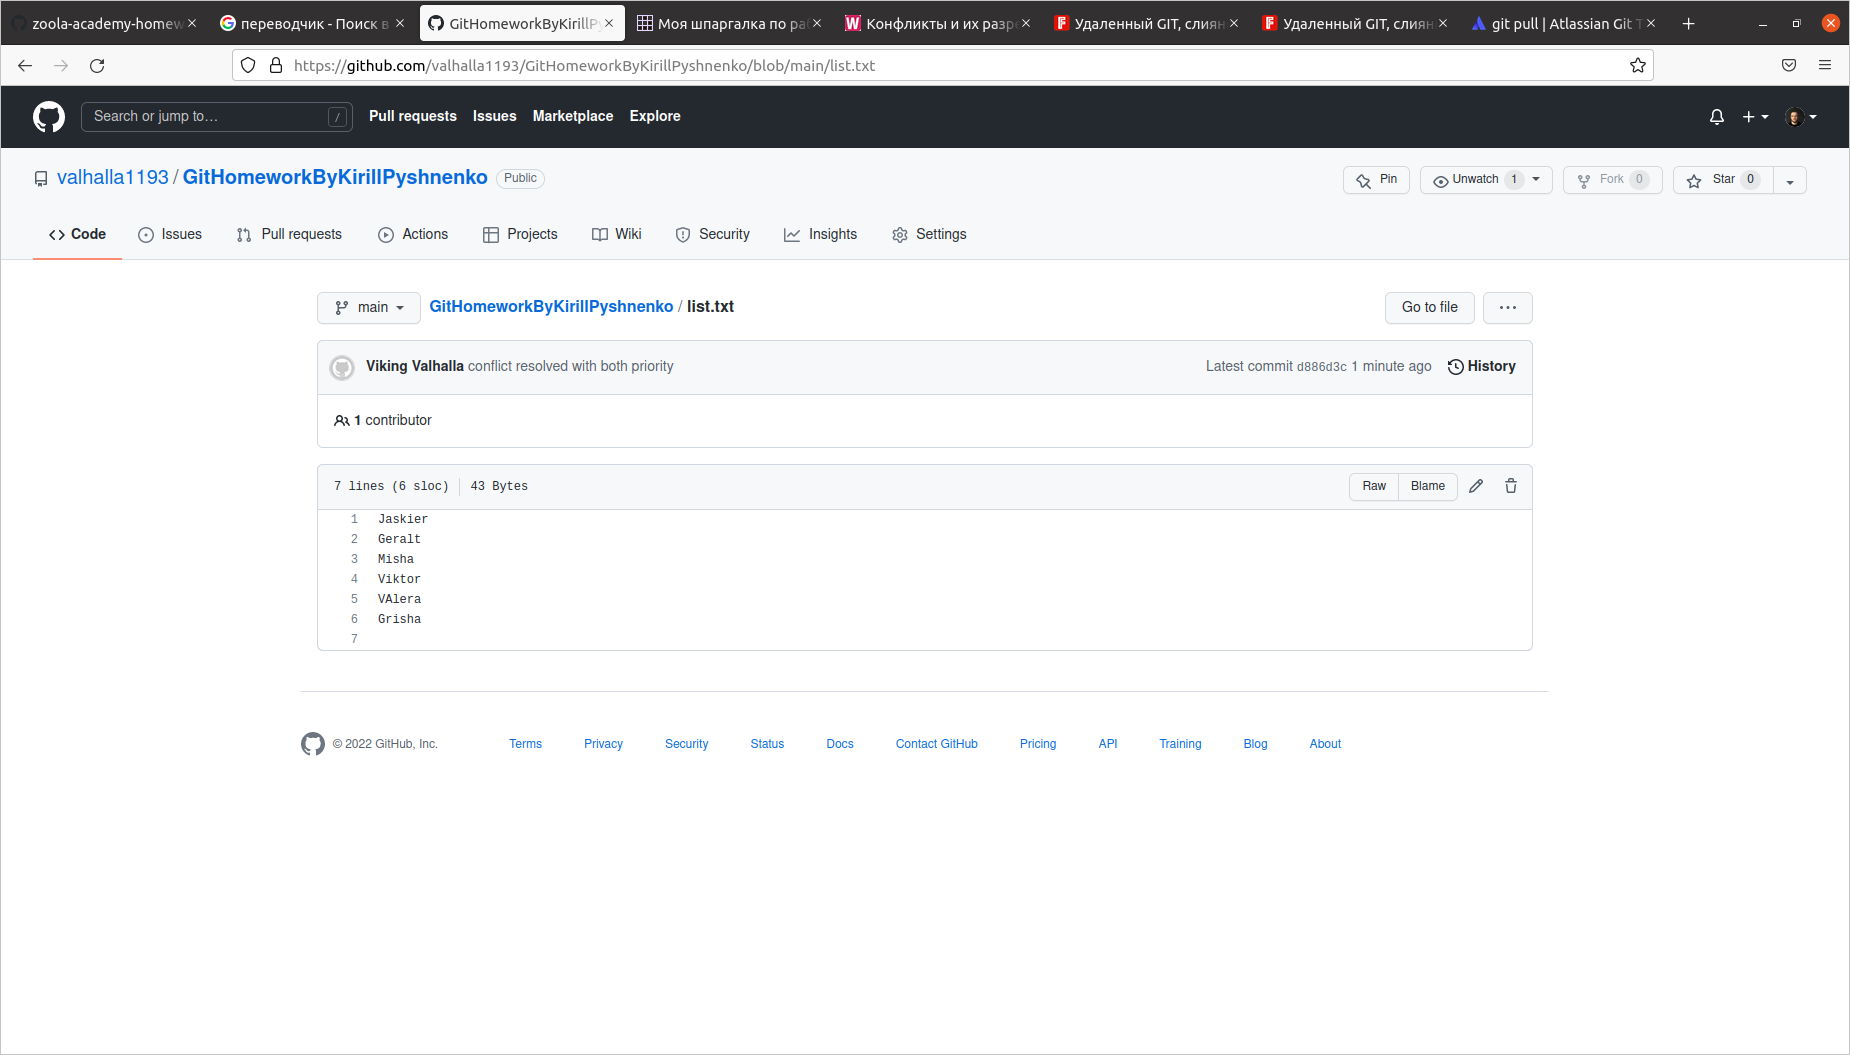 zoola-academy-homew
переводчик - Поиск в
GitHomeworkByKirillPy
Моя шпаргалка по ра
Конфликты и их разре
Удаленный GIT, слиян
Удаленный GIT, слиян
git pull | Atlassian Git T
https://github.com/valhalla1193/GitHomeworkByKirillPyshnenko/blob/main/list.txt
Search or jump to… /
Pull requests Issues Marketplace Explore
valhalla1193 / GitHomeworkByKirillPyshnenko Public
Pin Unwatch 1 Fork 0 Star 0
Code Issues Pull requests Actions Projects Wiki Security Insights Settings
main GitHomeworkByKirillPyshnenko / list.txt Go to file ...
Viking Valhalla conflict resolved with both priority Latest commit d886d3c 1 minute ago History
1 contributor
7 lines (6 sloc) 43 Bytes Raw Blame
1 Jaskier
2 Geralt
3 Misha
4 Viktor
5 VAlera
6 Grisha
7
© 2022 GitHub, Inc. Terms Privacy Security Status Docs Contact GitHub Pricing API Training Blog About